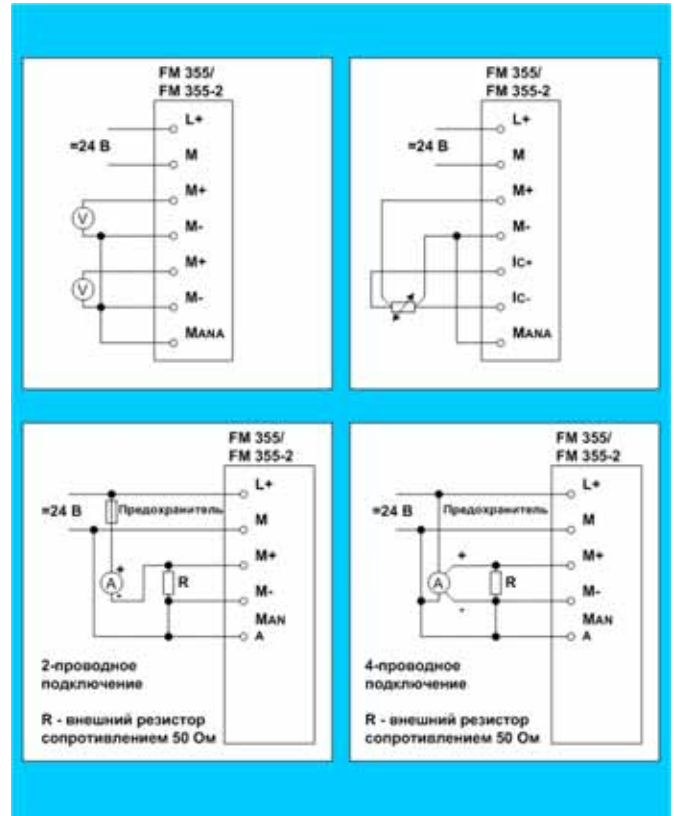 FM 355/
FM 355-2
=24 В
L+
M
M+
M-
M+
M-
MANA
V
V
FM 355/
FM 355-2
=24 В
L+
M
M+
M-
IC+
IC-
MANA
FM 355/
FM 355-2
=24 В
Предохранитель
L+
M
M+
M-
MAN
A
A
+
-
R
2-проводное
подключение
R - внешний резистор
сопротивлением 50 Ом
FM 355/
FM 355-2
=24 В
Предохранитель
L+
M
M+
M-
MAN
A
A
+
-
R
4-проводное
подключение
R - внешний резистор
сопротивлением 50 Ом